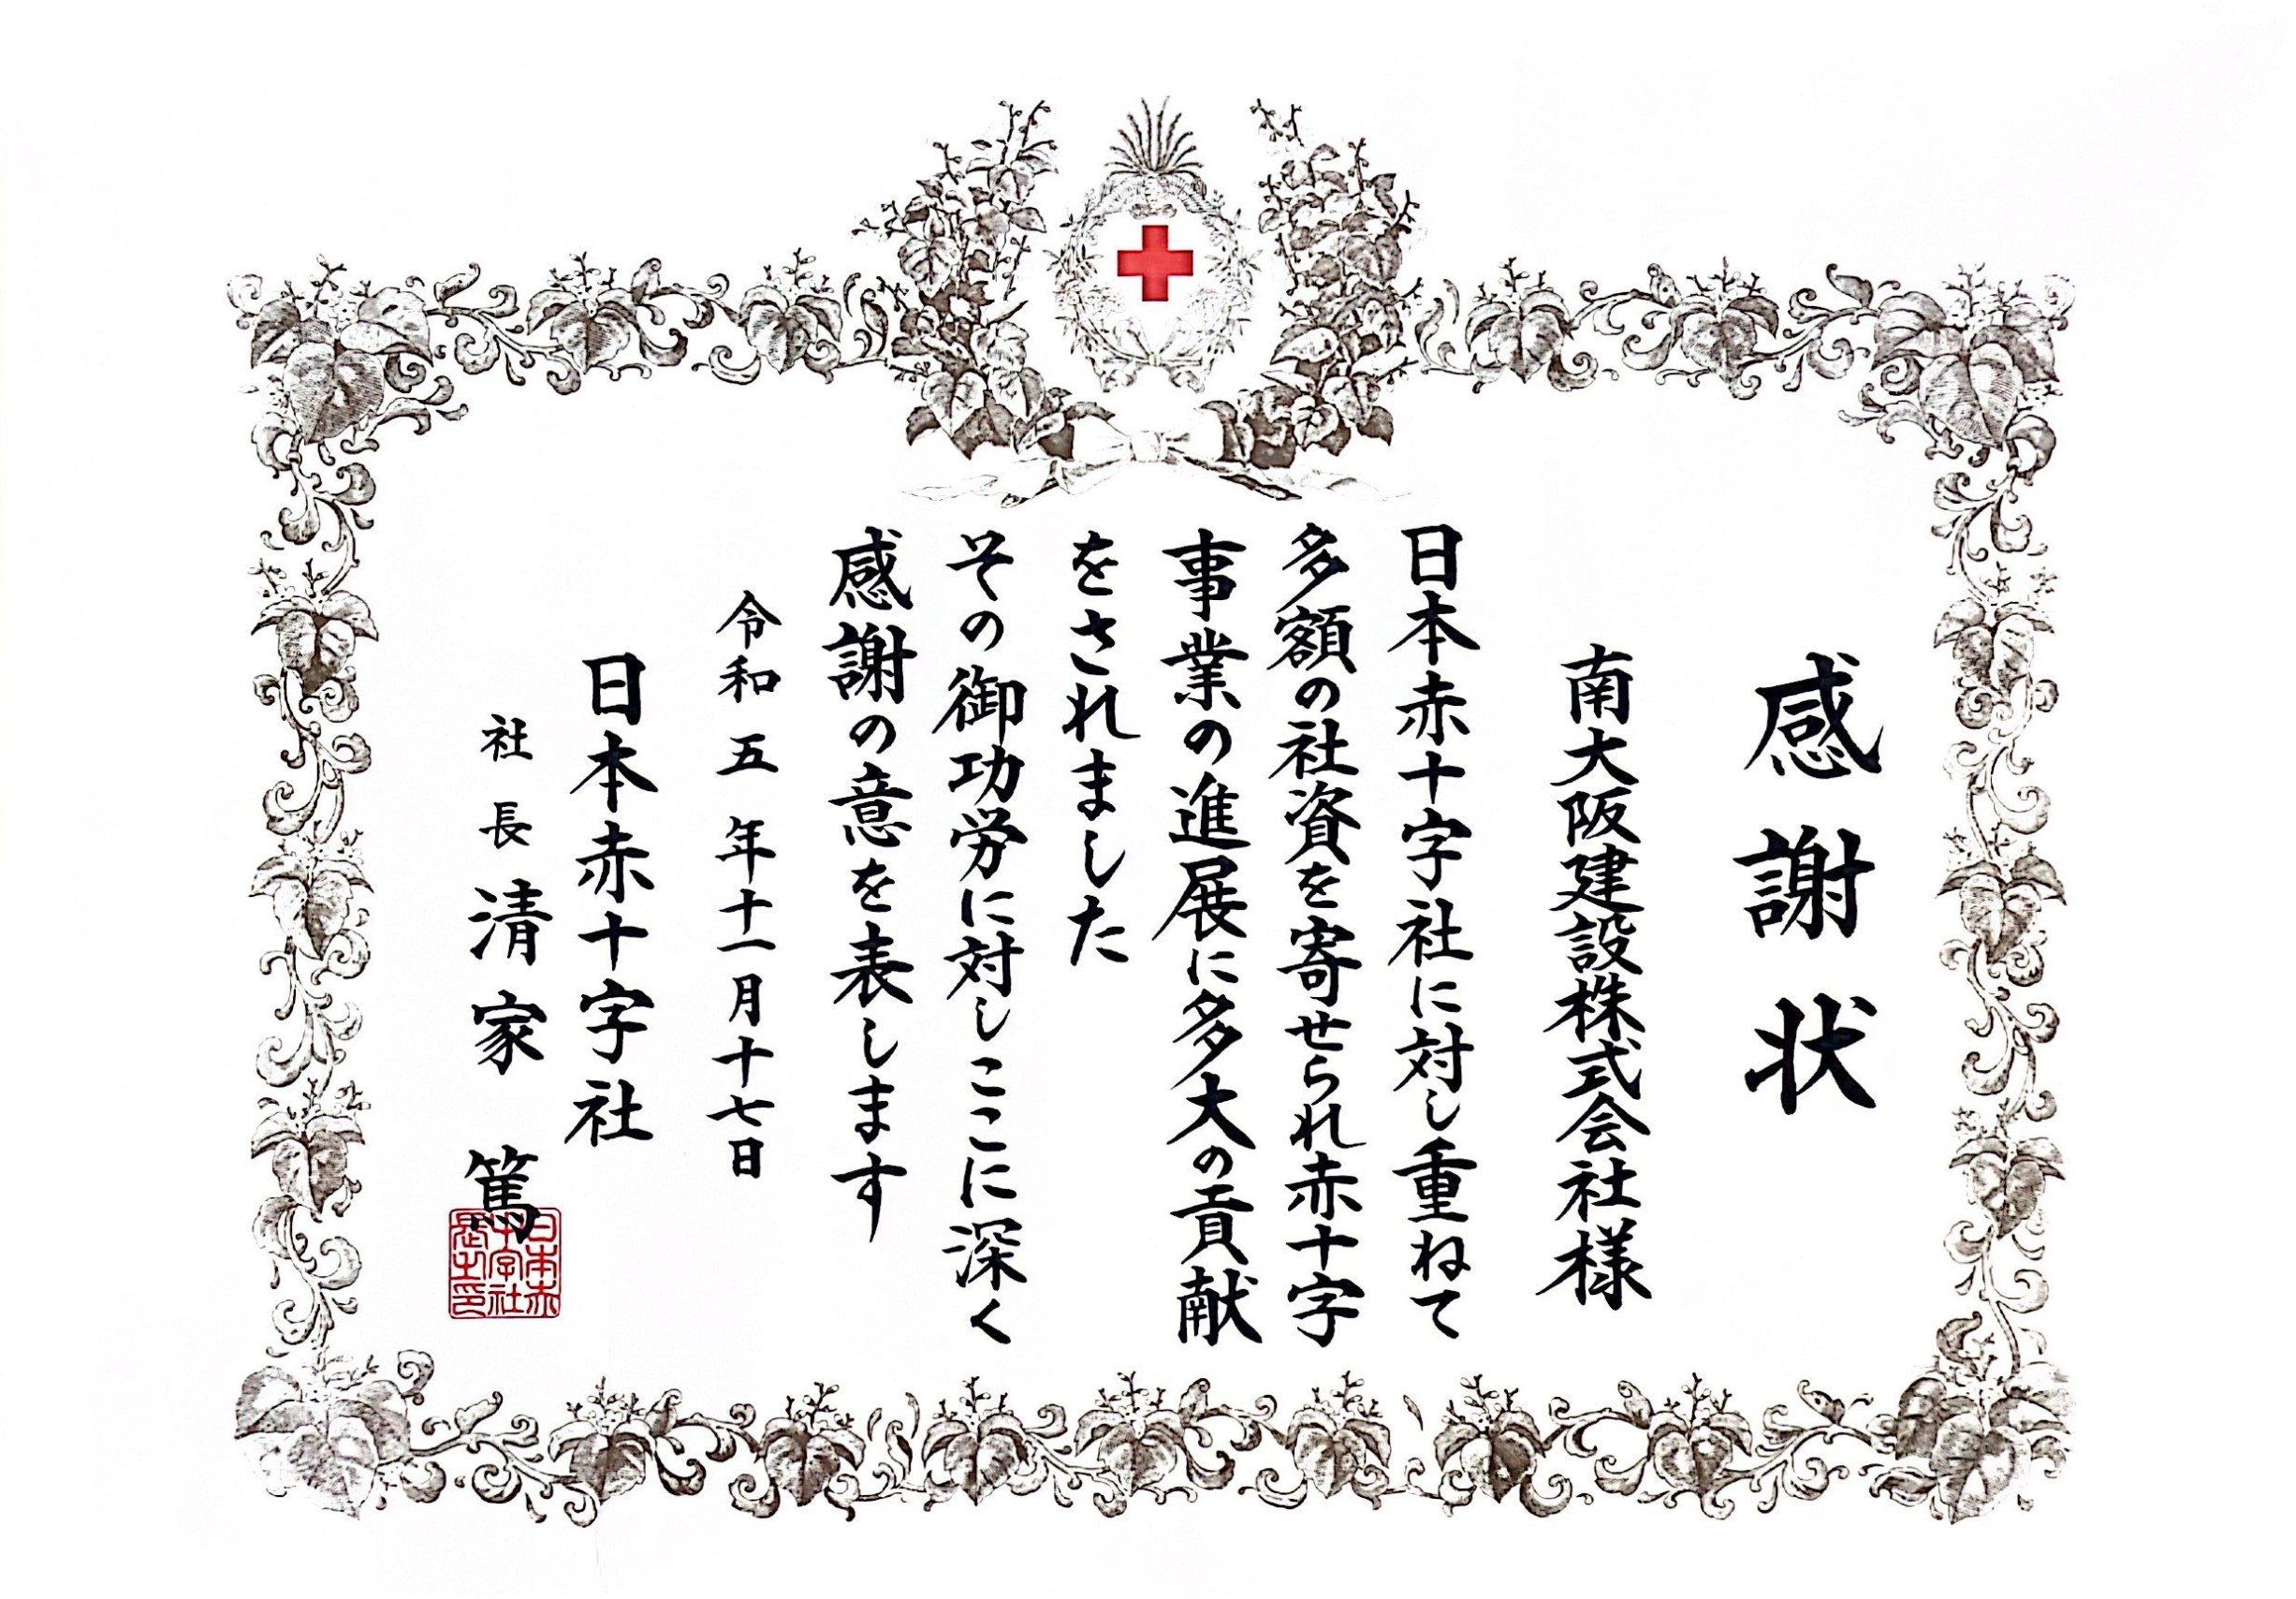 感謝状
南大阪建設株式会社様
日本赤十字社に対し重ねて
多額の社資を寄せられ赤十字
事業の進展に多大の貢献
をされました
その御功労に対しここに深く
感謝の意を表します
令和五年十一月十七日
日本赤十字社
社長清家篤
日本赤
十字社
長之印